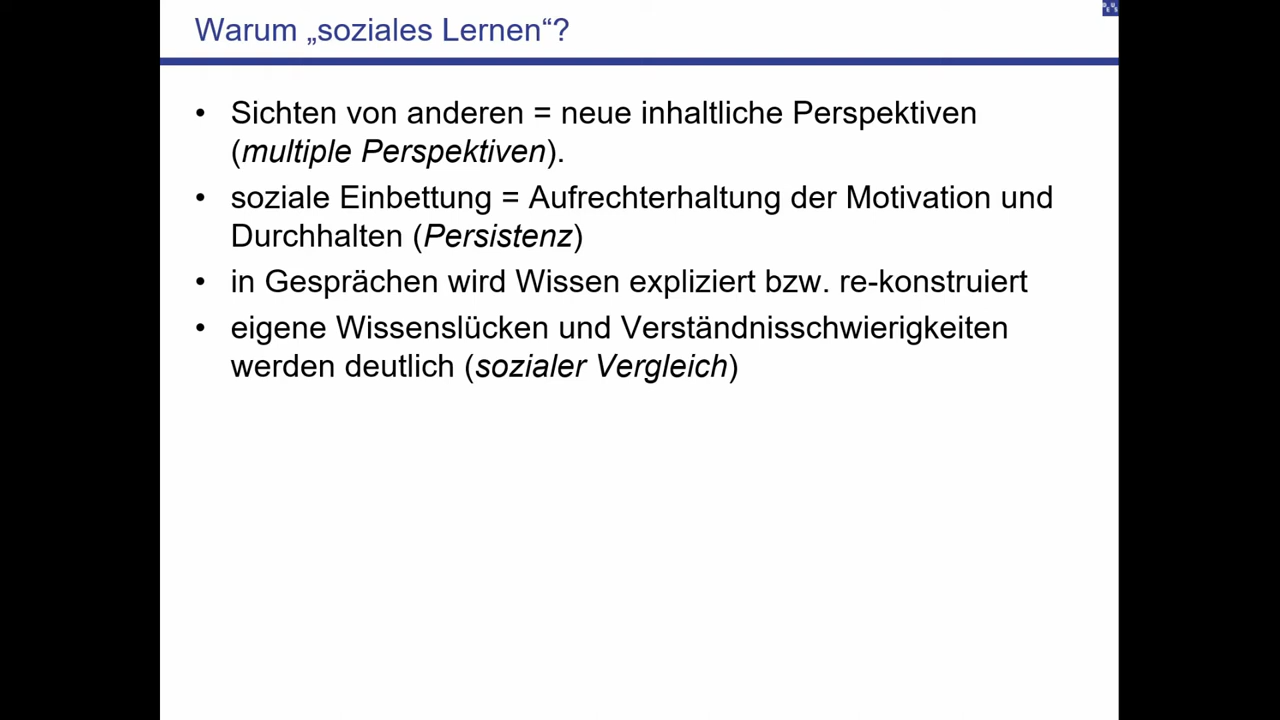 Warum „soziales Lernen“?
• Sichten von anderen = neue inhaltliche Perspektiven
(multiple Perspektiven).
• soziale Einbettung = Aufrechterhaltung der Motivation und
Durchhalten (Persistenz)
• in Gesprächen wird Wissen expliziert bzw. re-konstruiert
• eigene Wissenslücken und Verständnisschwierigkeiten
werden deutlich (sozialer Vergleich)